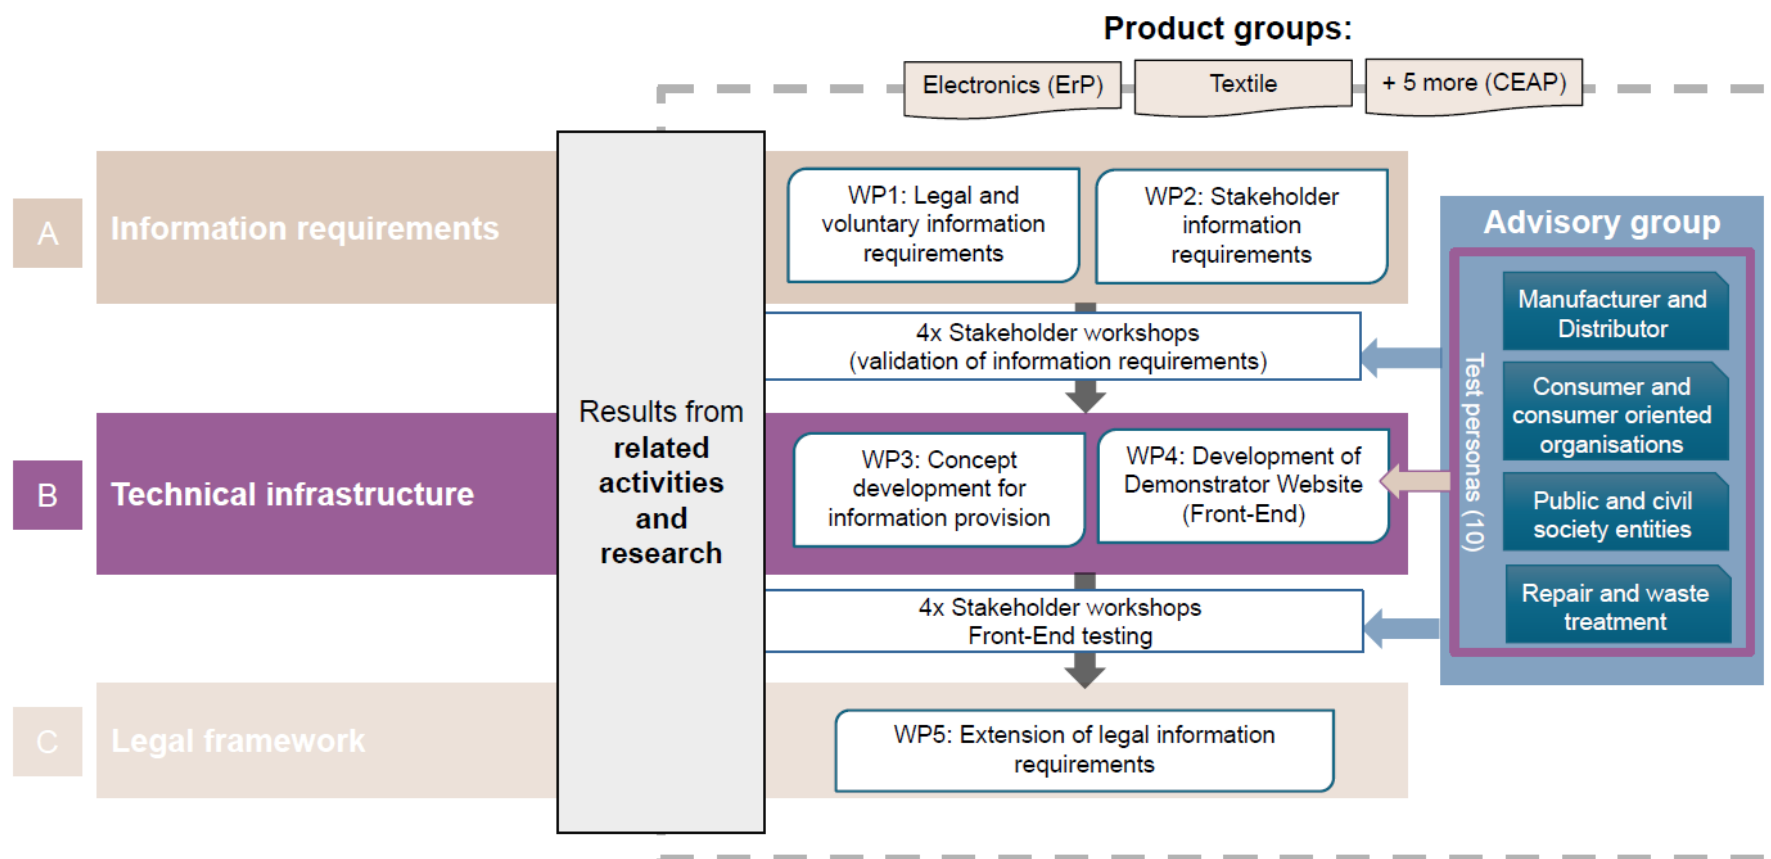 Product groups:
Electronics (ErP)
Textile
+ 5 more (CEAP)
A
Information requirements
WP1: Legal and
voluntary information
requirements
WP2: Stakeholder
information
requirements
4x Stakeholder workshops
(validation of information requirements)
B
Technical infrastructure
WP3: Concept
development for
information provision
WP4: Development of
Demonstrator Website
(Front-End)
4x Stakeholder workshops
Front-End testing
C
Legal framework
WP5: Extension of legal information
requirements
Results from
related
activities
and
research
Advisory group
Test personas (10)
Manufacturer and
Distributor
Consumer and
consumer oriented
organisations
Public and civil
society entities
Repair and waste
treatment